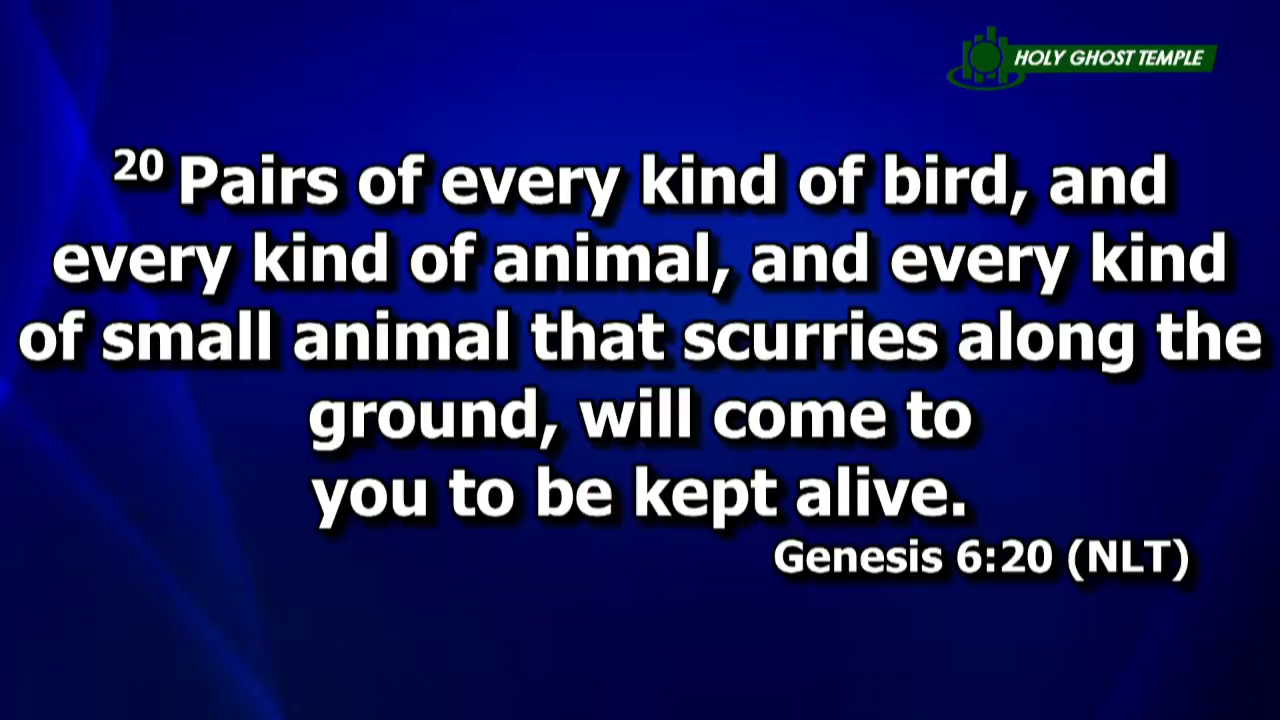 HOLY GHOST TEMPLE
20 Pairs of every kind of bird, and
every kind of animal, and every kind
of small animal that scurries along the
ground, will come to
you to be kept alive.
Genesis 6:20 (NLT)